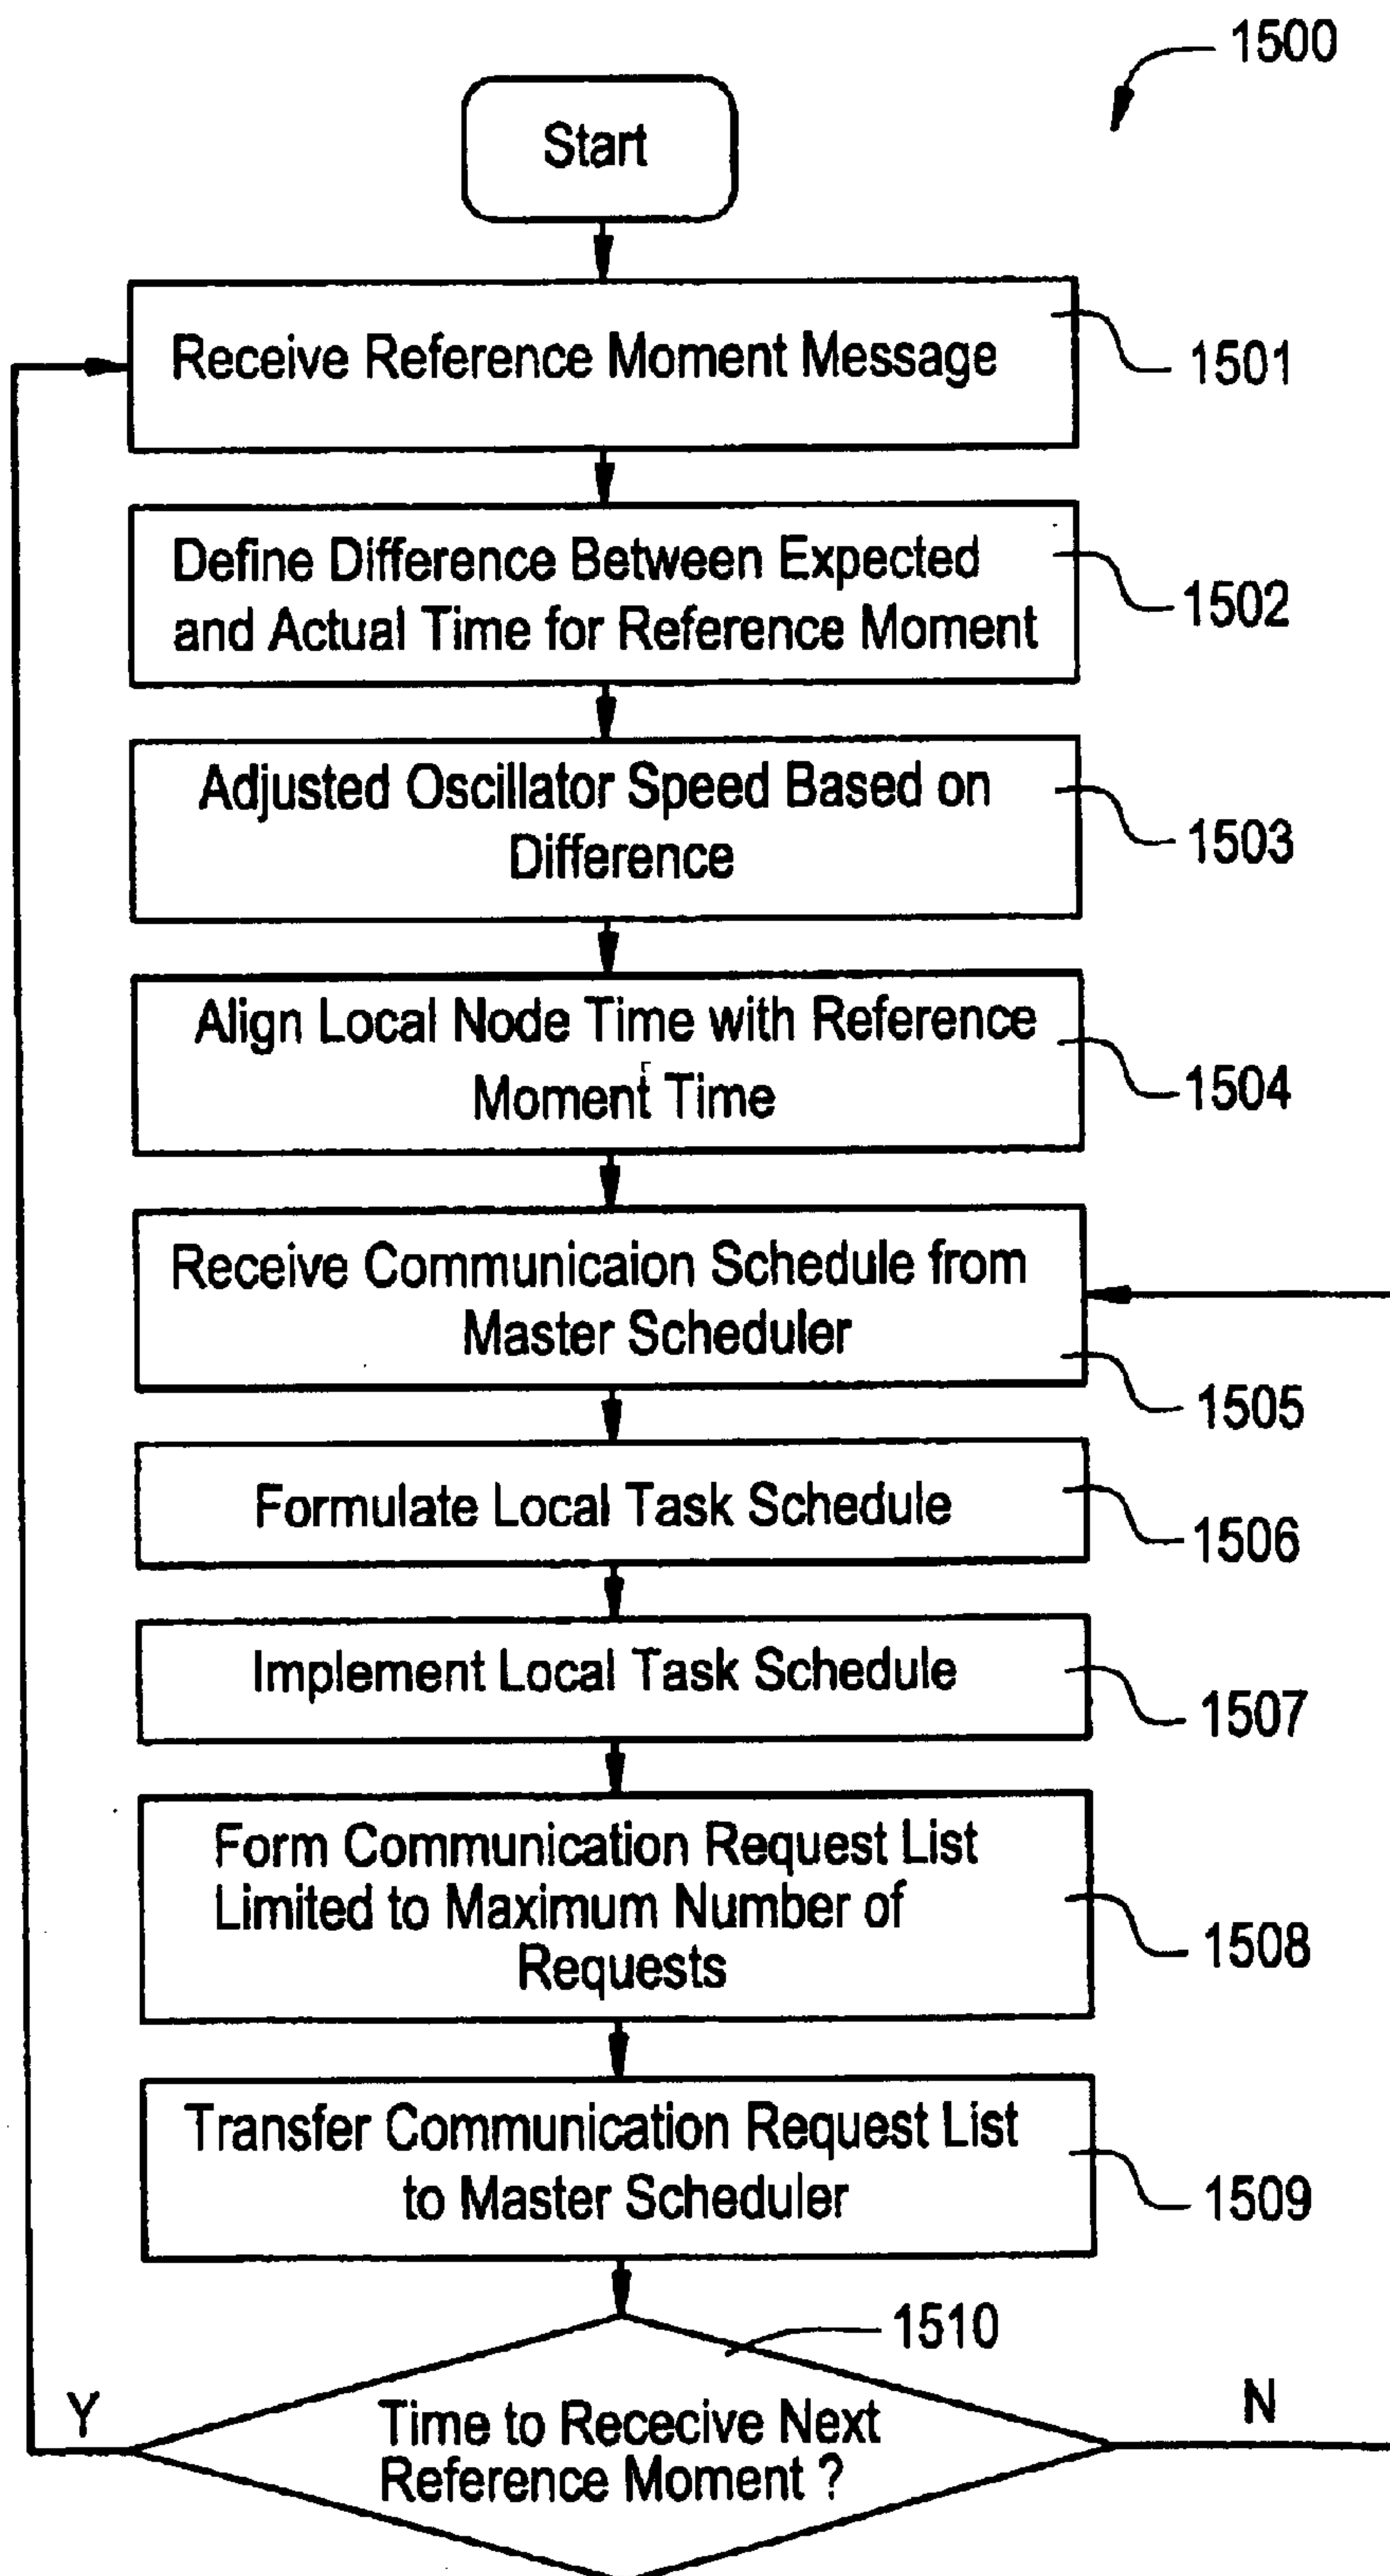 1500
Start
Receive Reference Moment Message
1501
Define Difference Between Expected
and Actual Time for Reference Moment
1502
Adjusted Oscillator Speed Based on
Difference
1503
Align Local Node Time with Reference
Moment Time
1504
Receive Communicaion Schedule from
Master Scheduler
1505
Formulate Local Task Schedule
1506
Implement Local Task Schedule
1507
Form Communication Request List
Limited to Maximum Number of
Requests
1508
Transfer Communication Request List
to Master Scheduler
1509
1510
Y
Time to Rececive Next
Reference Moment ?
N